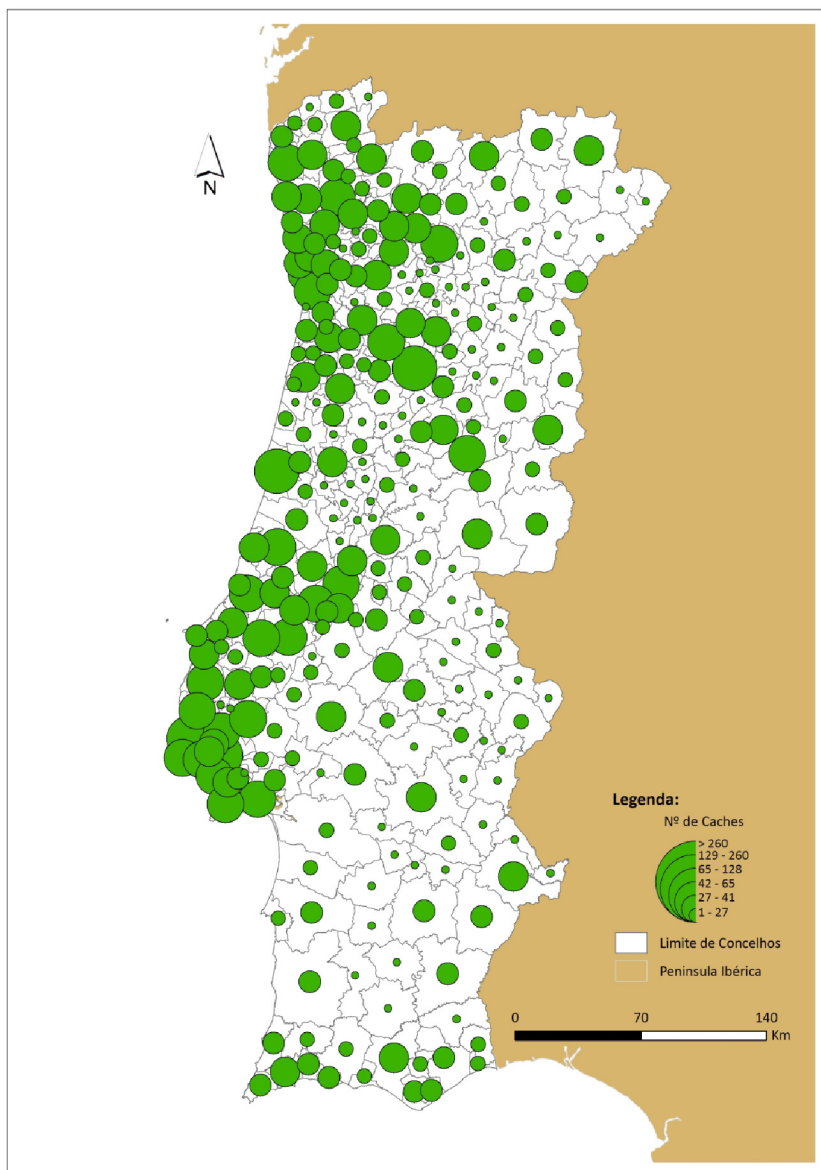 N
Legenda:
Nº de Caches
> 260
129 - 260
65 - 128
42 - 65
27 - 41
1 - 27
Limite de Concelhos
Peninsula Ibérica
0 70 140
Km